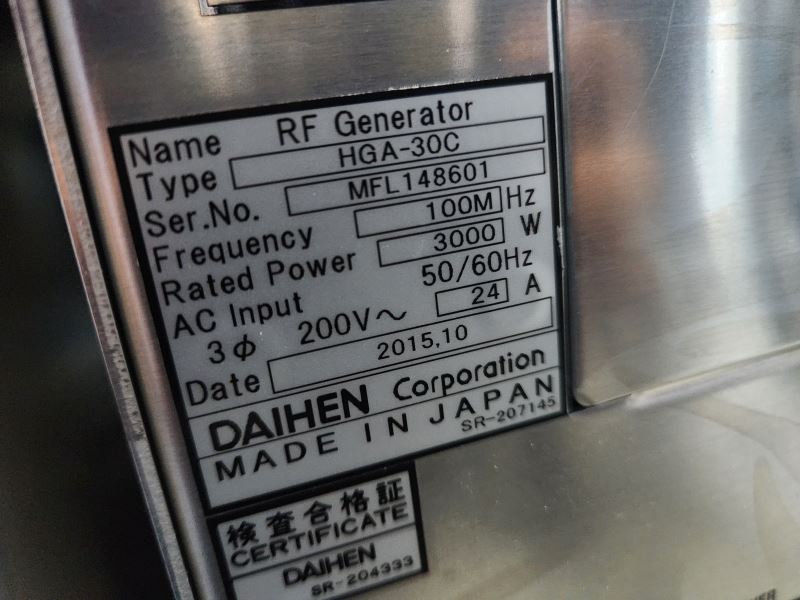 Name RF Generator
Type HGA-30C
Ser.No. MFL148601
Frequency 100M Hz
Rated Power 3000 W
AC Input 50/60Hz
3φ 200V～ 24 A
Date 2015,10
DAIHEN Corporation
MADE IN JAPAN
SR-207145
検査合格証
CERTIFICATE
DAIHEN
SR-204333